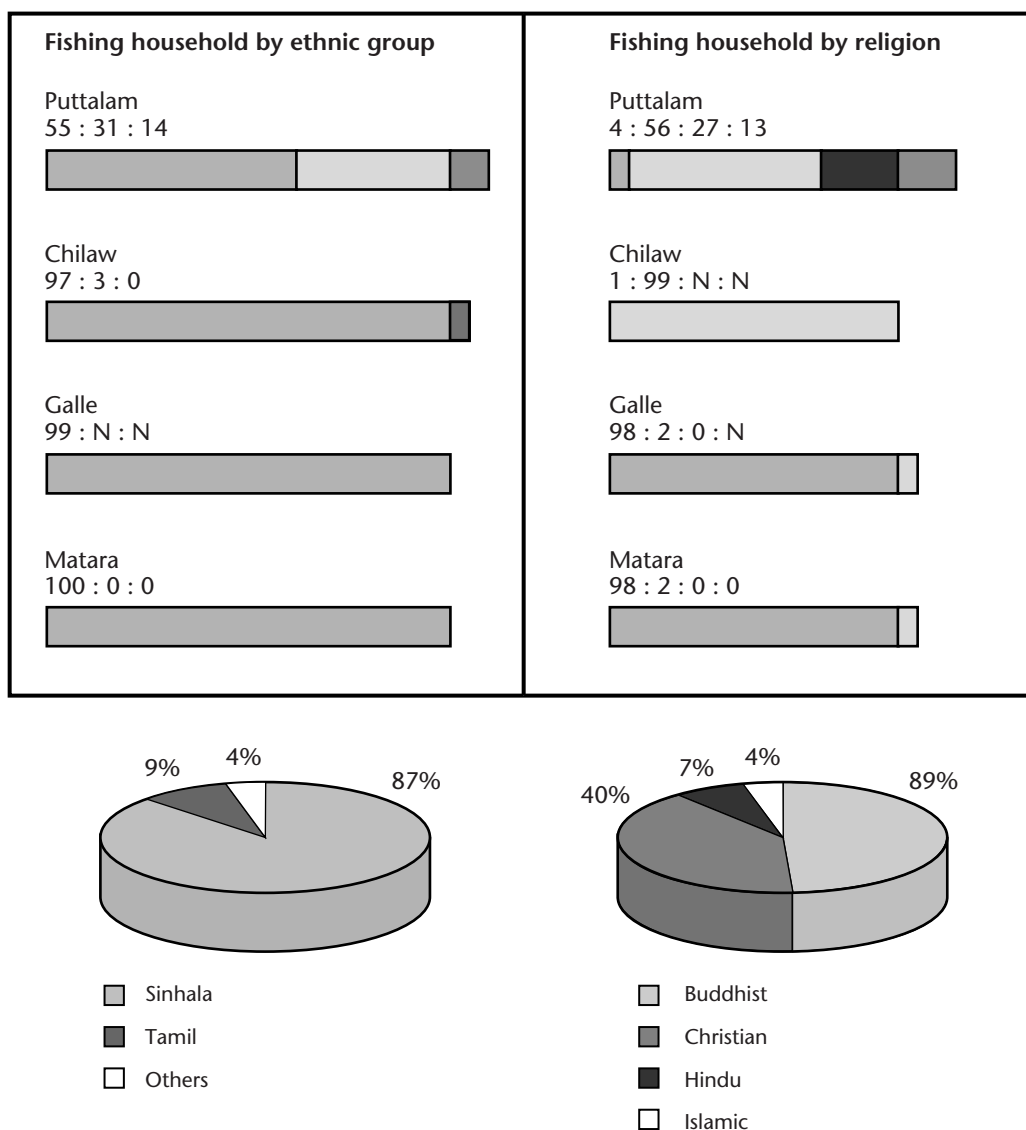 Fishing household by ethnic group
Puttalam
55 : 31 : 14
Chilaw
97 : 3 : 0
Galle
99 : N : N
Matara
100 : 0 : 0
Fishing household by religion
Puttalam
4 : 56 : 27 : 13
Chilaw
1 : 99 : N : N
Galle
98 : 2 : 0 : N
Matara
98 : 2 : 0 : 0
9%
4%
87%
Sinhala
Tamil
Others
40%
7%
4%
89%
Buddhist
Christian
Hindu
Islamic